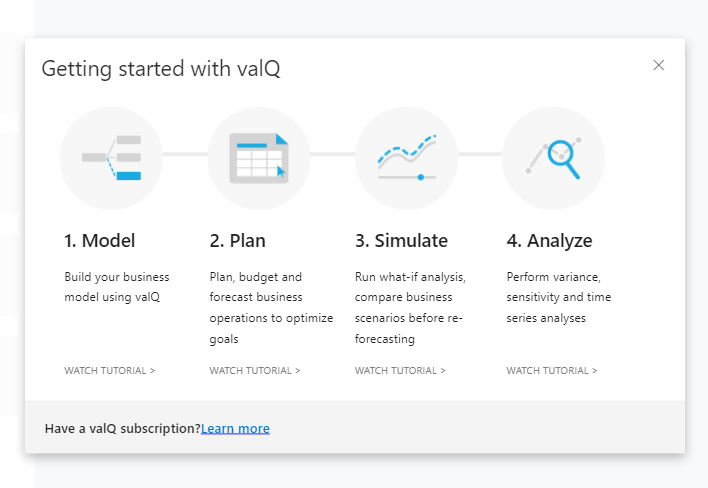 Getting started with valQ
1. Model
Build your business
model using valQ
WATCH TUTORIAL >
2. Plan
Plan, budget and
forecast business
operations to optimize
goals
WATCH TUTORIAL >
3. Simulate
Run what-if analysis,
compare business
scenarios before re-
forecasting
WATCH TUTORIAL >
4. Analyze
Perform variance,
sensitivity and time
series analyses
WATCH TUTORIAL >
Have a valQ subscription?Learn more